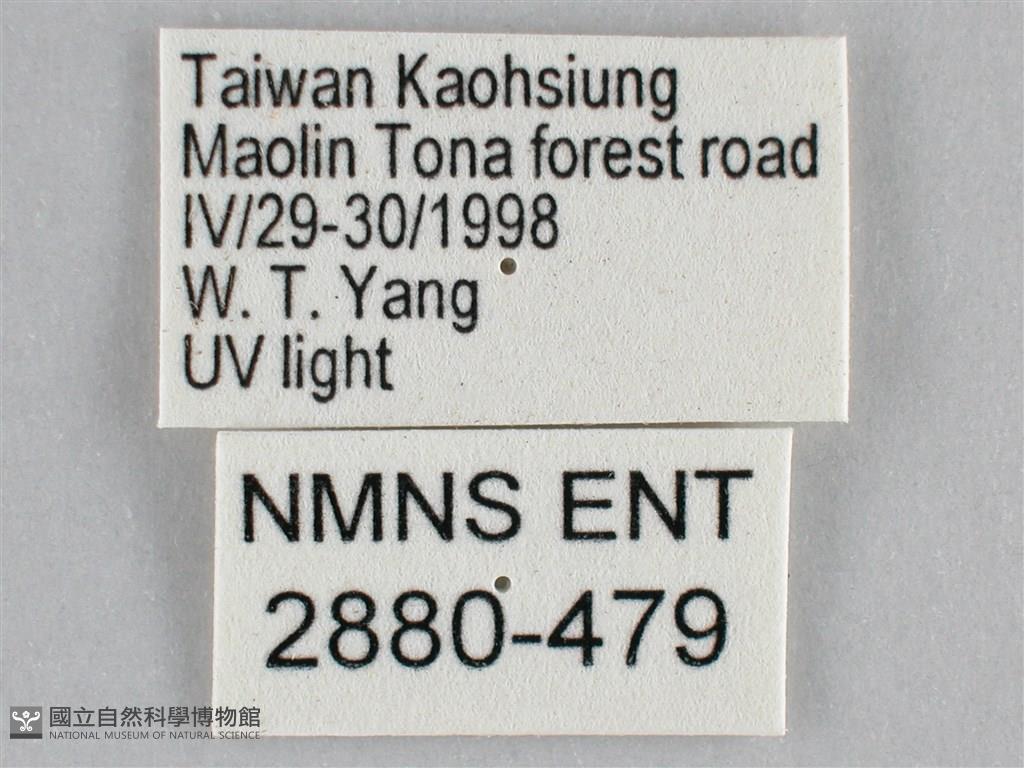 Taiwan Kaohsiung
Maolin Tona forest road
IV/29-30/1998
W. T. Yang
UV light
NMNS ENT
2880-479
國立自然科學博物館
NATIONAL MUSEUM OF NATURAL SCIENCE